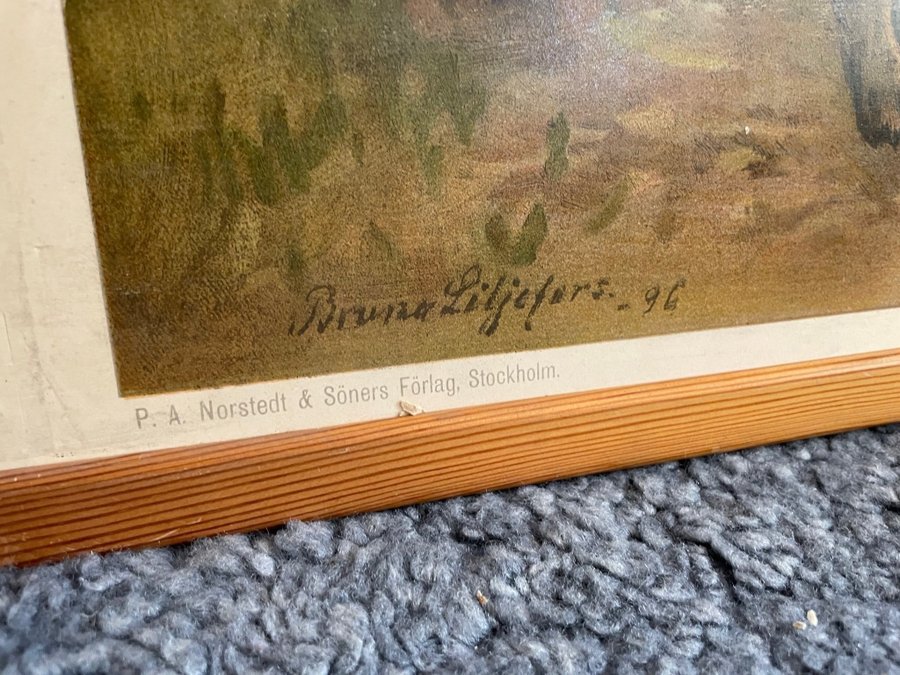 Bruno Liljefors. -96
P. A. Norstedt & Söners Förlag, Stockholm.